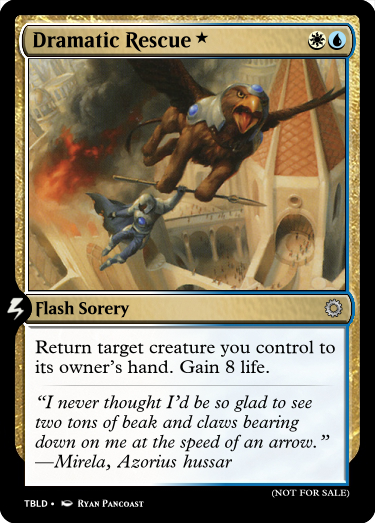 Dramatic Rescue ★
Flash Sorery
Return target creature you control to
its owner's hand. Gain 8 life.
“I never thought I'd be so glad to see
two tons of beak and claws bearing
down on me at the speed of an arrow.”
—Mirela, Azorius hussar
(NOT FOR SALE)
TBLD • Ryan Pancoast